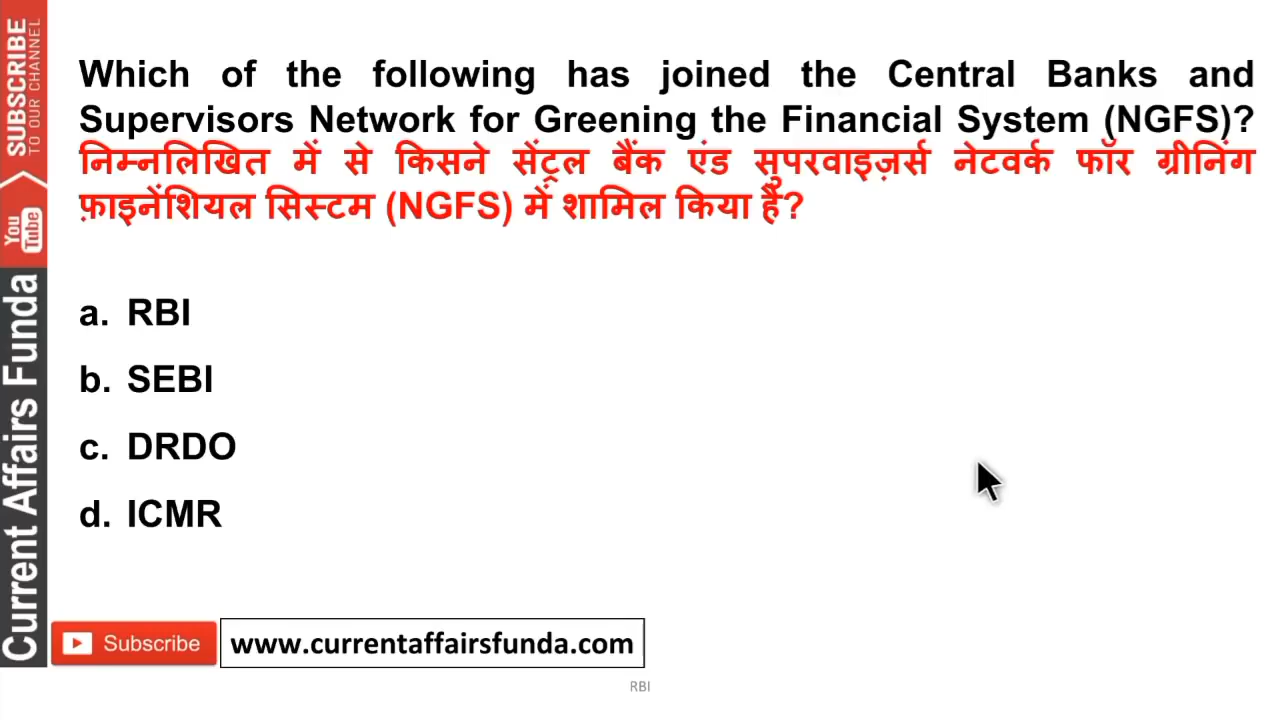 Which of the following has joined the Central Banks and
Supervisors Network for Greening the Financial System (NGFS)?
निम्नलिखित में से किसने सेंट्रल बैंक एंड सुपरवाइज़र्स नेटवर्क फॉर ग्रीनिंग
फ़ाइनेंशियल सिस्टम (NGFS) में शामिल किया है?
a. RBI
b. SEBI
c. DRDO
d. ICMR
SUBSCRIBE
TO OUR CHANNEL
You
Tube
Current Affairs Funda
Subscribe
www.currentaffairsfunda.com
RBI